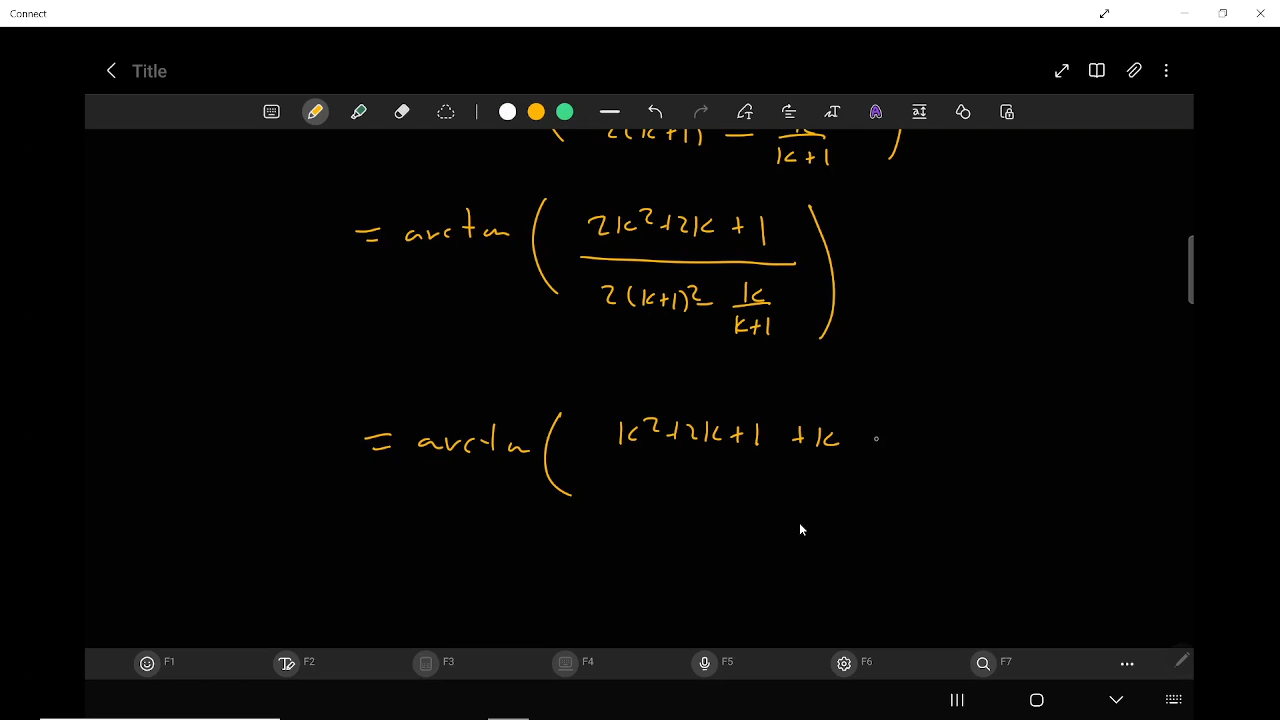 Connect
Title
2(k+1) - k/(k+1)
= arctan ( (2k²+2k+1) / (2(k+1)² - k/(k+1)) )
= arctan ( k²+2k+1 +k
F1 F2 F3 F4 F5 F6 F7